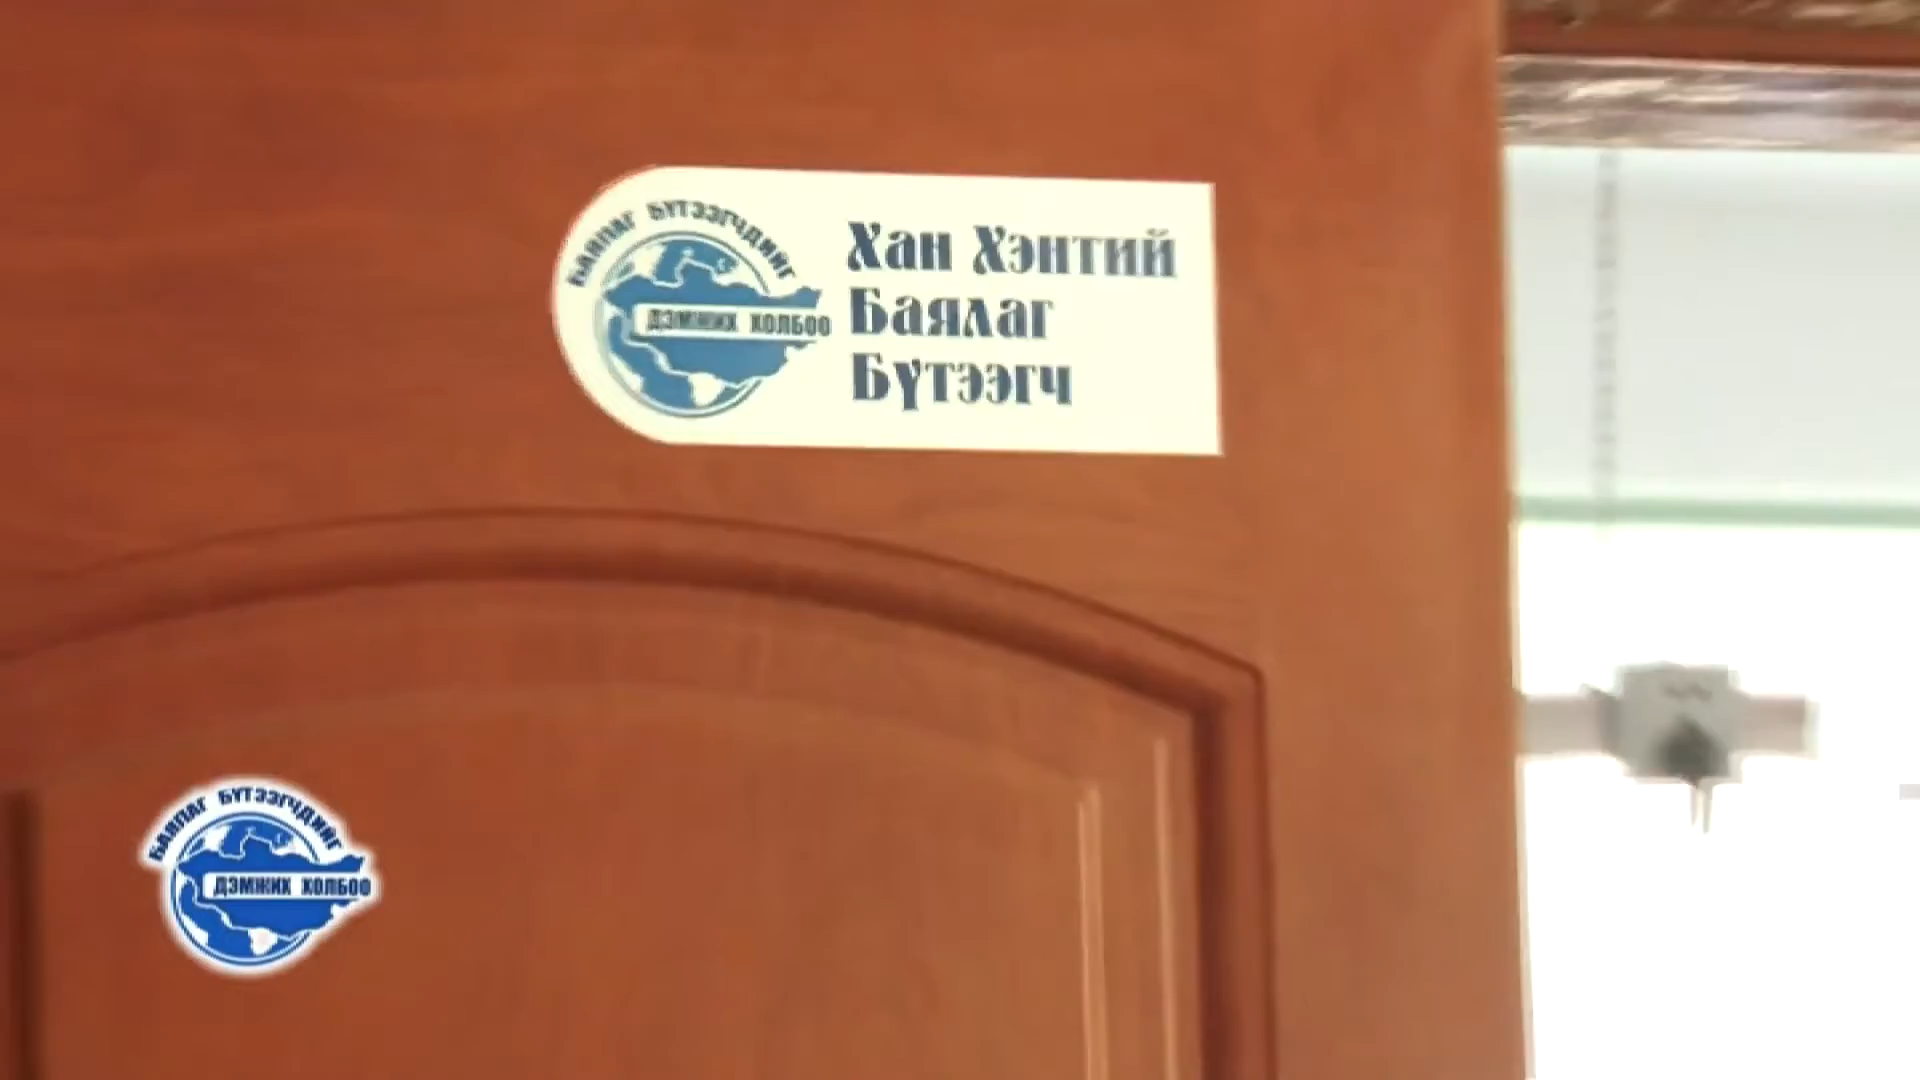 БАЯЛАГ БҮТЭЭГЧДИЙГ
ДЭМЖИХ ХОЛБОО
Хан Хэнтий
Баялаг
Бүтээгч
БАЯЛАГ БҮТЭЭГЧДИЙГ
ДЭМЖИХ ХОЛБОО